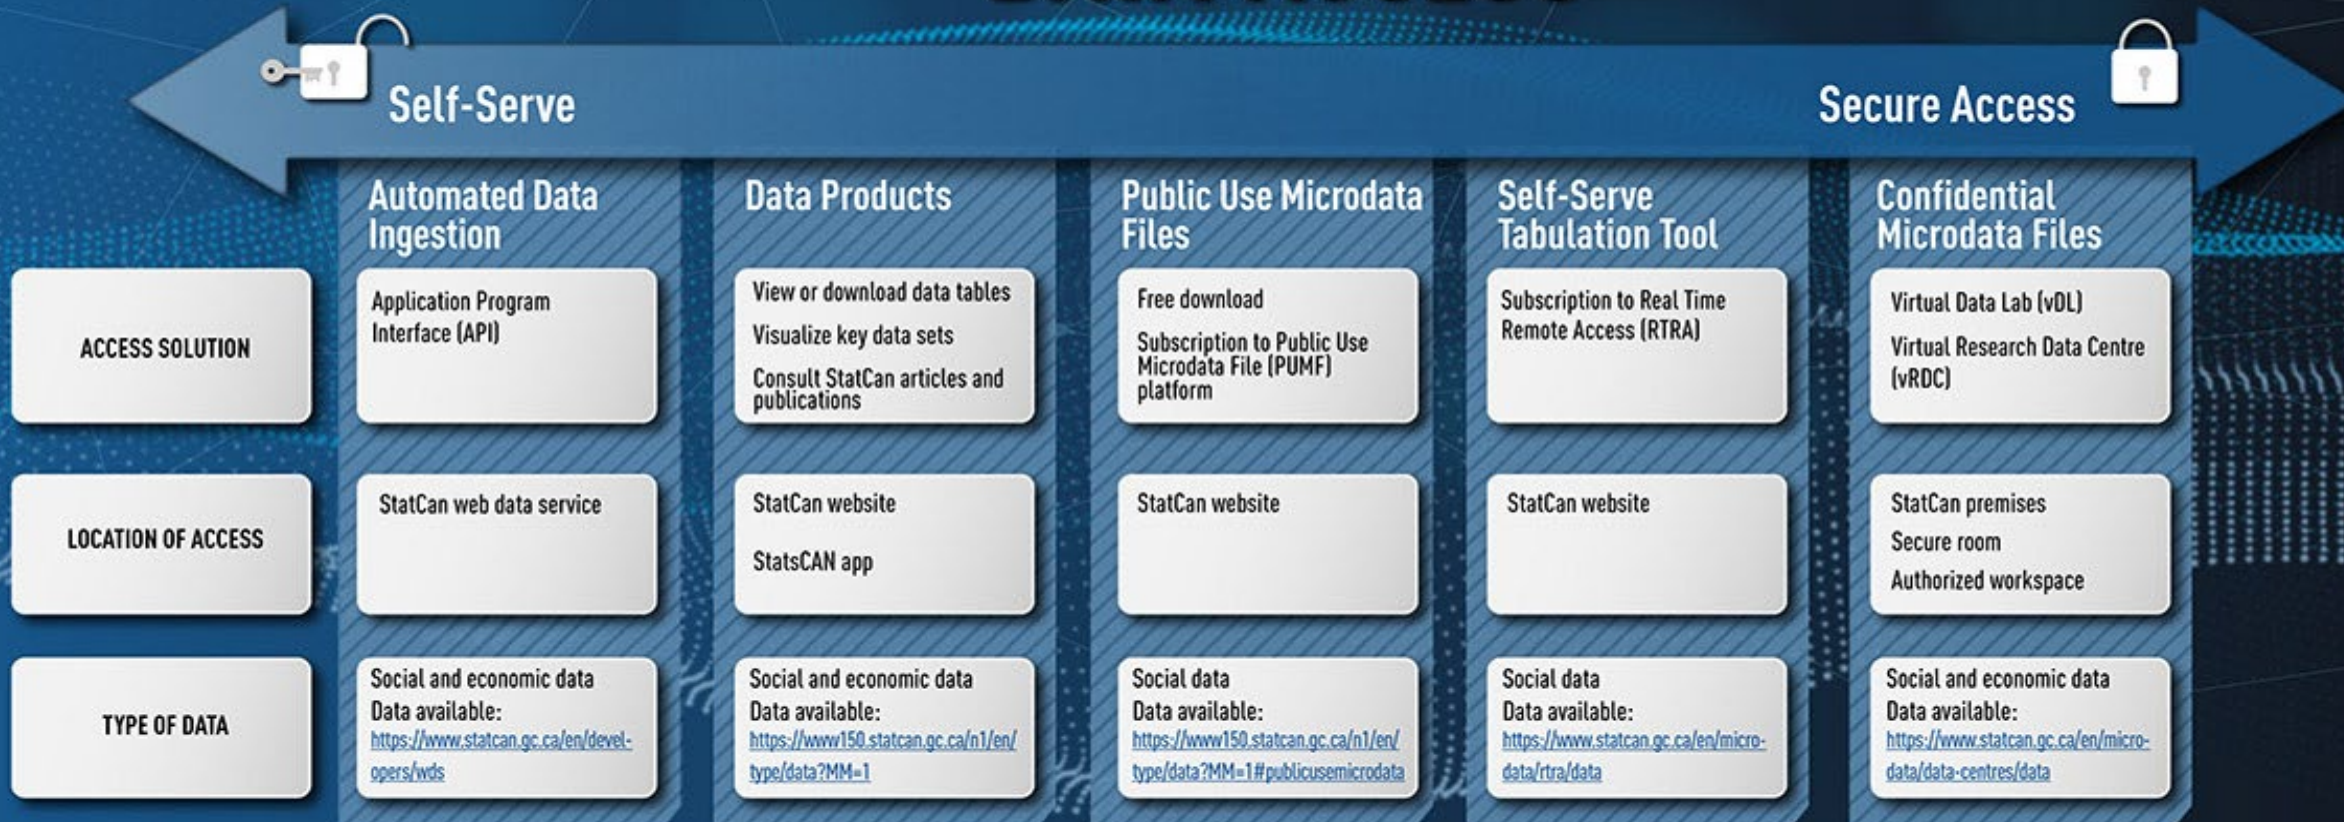 Self-Serve
Secure Access
Automated Data
Ingestion
Data Products
Public Use Microdata
Files
Self-Serve
Tabulation Tool
Confidential
Microdata Files
ACCESS SOLUTION
Application Program
Interface (API)
View or download data tables
Visualize key data sets
Consult StatCan articles and
publications
Free download
Subscription to Public Use
Microdata File (PUMF)
platform
Subscription to Real Time
Remote Access (RTRA)
Virtual Data Lab (vDL)
Virtual Research Data Centre
(vRDC)
LOCATION OF ACCESS
StatCan web data service
StatCan website
StatsCAN app
StatCan website
StatCan website
StatCan premises
Secure room
Authorized workspace
TYPE OF DATA
Social and economic data
Data available:
https://www.statcan.gc.ca/en/devel-
opers/wds
Social and economic data
Data available:
https://www150.statcan.gc.ca/n1/en/
type/data?MM=1
Social data
Data available:
https://www150.statcan.gc.ca/n1/en/
type/data?MM=1#publicusemicrodata
Social data
Data available:
https://www.statcan.gc.ca/en/micro-
data/rtra/data
Social and economic data
Data available:
https://www.statcan.gc.ca/en/micro-
data/data-centres/data